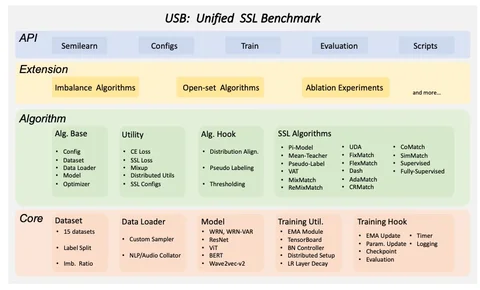 USB: Unified SSL Benchmark
API
Semilearn
Configs
Train
Evaluation
Scripts
Extension
Imbalance Algorithms
Open-set Algorithms
Ablation Experiments
and more...
Algorithm
Alg. Base
• Config
• Dataset
• Data Loader
• Model
• Optimizer
Utility
• CE Loss
• SSL Loss
• Mixup
• Distributed Utils
• SSL Configs
Alg. Hook
• Distribution Align.
• Pseudo Labeling
• Thresholding
SSL Algorithms
• Pi-Model
• Mean-Teacher
• Pseudo-Label
• VAT
• MixMatch
• ReMixMatch
• UDA
• FixMatch
• FlexMatch
• Dash
• AdaMatch
• CRMatch
• CoMatch
• SimMatch
• Supervised
• Fully-Supervised
Core
Dataset
• 15 datasets
• Label Split
• Imb. Ratio
Data Loader
• Custom Sampler
• NLP/Audio Collator
Model
• WRN, WRN-VAR
• ResNet
• ViT
• BERT
• Wave2vec-v2
Training Util.
• EMA Module
• TensorBoard
• BN Controller
• Distributed Setup
• LR Layer Decay
Training Hook
• EMA Update
• Param. Update
• Checkpoint
• Evaluation
• Timer
• Logging